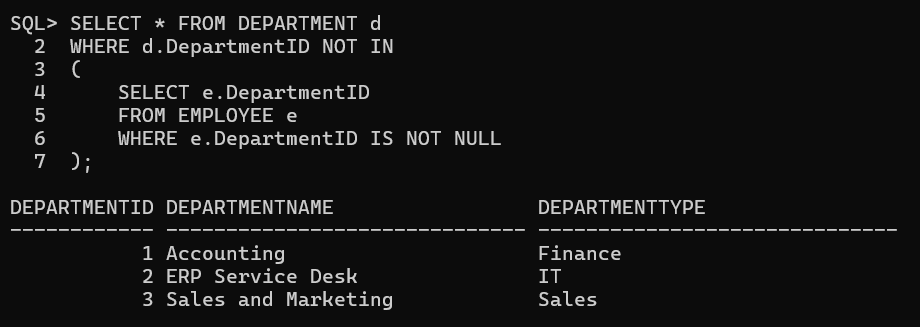 SQL> SELECT * FROM DEPARTMENT d
  2  WHERE d.DepartmentID NOT IN
  3  (
  4      SELECT e.DepartmentID
  5      FROM EMPLOYEE e
  6      WHERE e.DepartmentID IS NOT NULL
  7  );

DEPARTMENTID DEPARTMENTNAME                 DEPARTMENTTYPE
------------ ------------------------------ ------------------------------
           1 Accounting                     Finance
           2 ERP Service Desk               IT
           3 Sales and Marketing            Sales